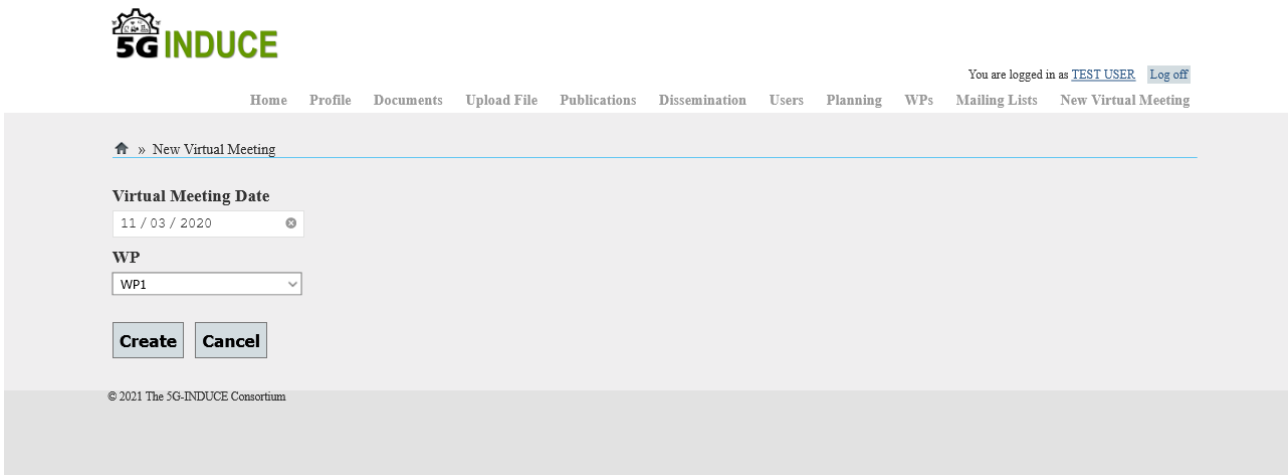 5G INDUCE
You are logged in as TEST USER Log off
Home Profile Documents Upload File Publications Dissemination Users Planning WPs Mailing Lists New Virtual Meeting
» New Virtual Meeting
Virtual Meeting Date
11 / 03 / 2020
WP
WP1
Create Cancel
© 2021 The 5G-INDUCE Consortium